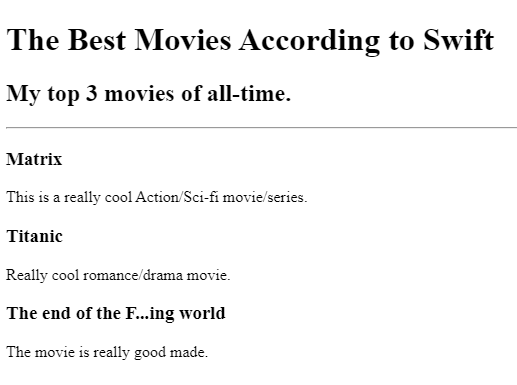 The Best Movies According to Swift
My top 3 movies of all-time.
Matrix
This is a really cool Action/Sci-fi movie/series.
Titanic
Really cool romance/drama movie.
The end of the F...ing world
The movie is really good made.